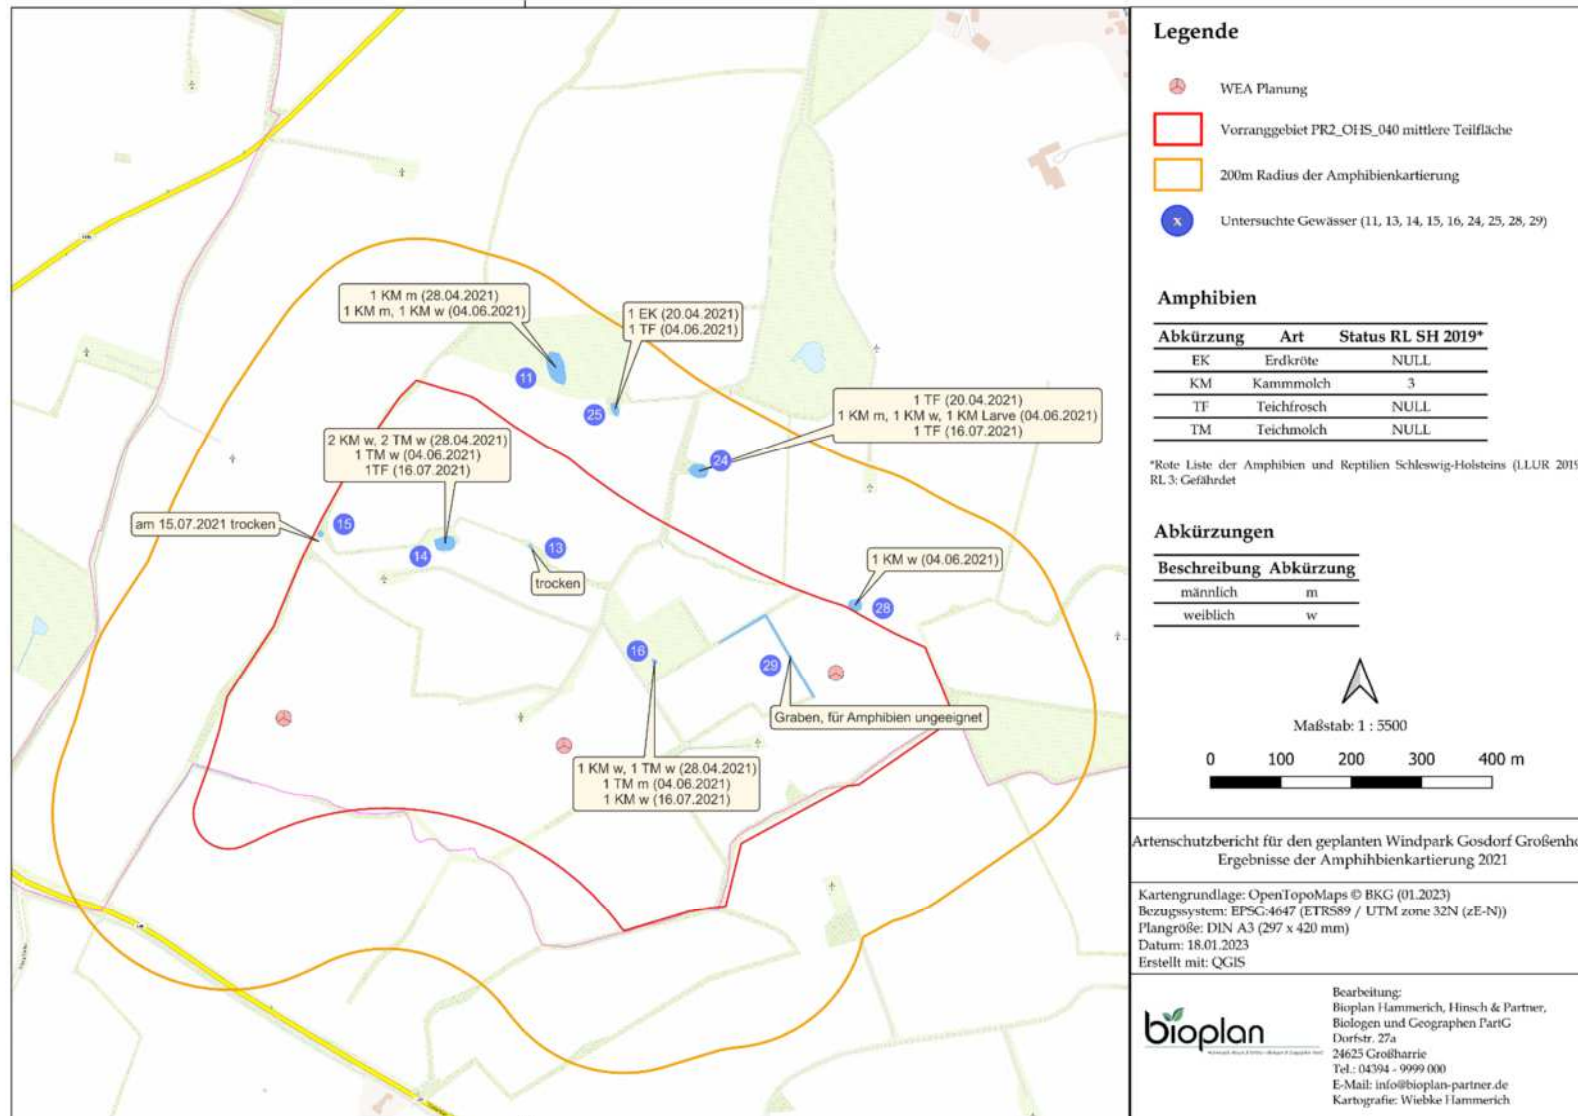 1 KM m (28.04.2021)
1 KM m, 1 KM w (04.06.2021)
1 EK (20.04.2021)
1 TF (04.06.2021)
11
25
1 TF (20.04.2021)
1 KM m, 1 KM w, 1 KM Larve (04.06.2021)
1 TF (16.07.2021)
24
2 KM w, 2 TM w (28.04.2021)
1 TM w (04.06.2021)
1TF (16.07.2021)
am 15.07.2021 trocken
15
14
13
trocken
1 KM w (04.06.2021)
28
16
29
Graben, für Amphibien ungeeignet
1 KM w, 1 TM w (28.04.2021)
1 TM m (04.06.2021)
1 KM w (16.07.2021)
Legende
WEA Planung
Vorranggebiet PR2_OHS_040 mittlere Teilfläche
200m Radius der Amphibienkartierung
x Untersuchte Gewässer (11, 13, 14, 15, 16, 24, 25, 28, 29)
Amphibien
Abkürzung Art Status RL SH 2019*
EK Erdkröte NULL
KM Kammmolch 3
TF Teichfrosch NULL
TM Teichmolch NULL
*Rote Liste der Amphibien und Reptilien Schleswig-Holsteins (LLUR 2019
RL 3: Gefährdet
Abkürzungen
Beschreibung Abkürzung
männlich m
weiblich w
Maßstab: 1 : 5500
0 100 200 300 400 m
Artenschutzbericht für den geplanten Windpark Gosdorf Großenho
Ergebnisse der Amphihbienkartierung 2021
Kartengrundlage: OpenTopoMaps © BKG (01.2023)
Bezugssystem: EPSG:4647 (ETRS89 / UTM zone 32N (zE-N))
Plangröße: DIN A3 (297 x 420 mm)
Datum: 18.01.2023
Erstellt mit: QGIS
bioplan
Bearbeitung:
Bioplan Hammerich, Hinsch & Partner,
Biologen und Geographen PartG
Dorfstr. 27a
24625 Großharrie
Tel.: 04394 - 9999 000
E-Mail: info@bioplan-partner.de
Kartografie: Wiebke Hammerich